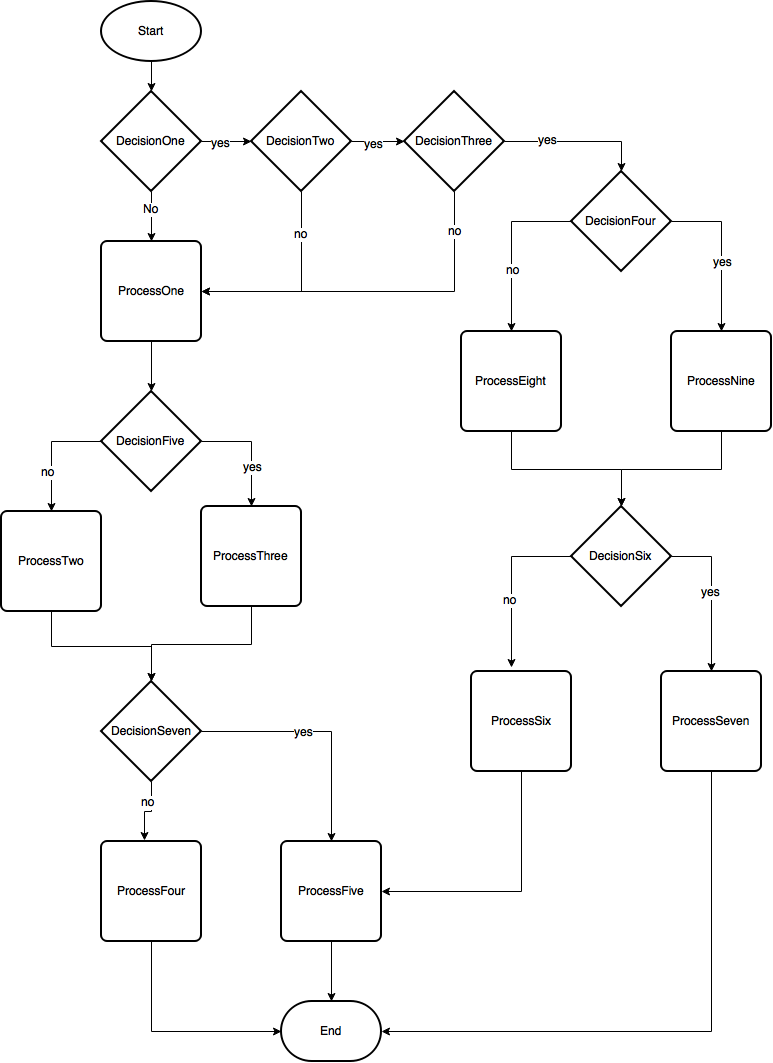 Start
DecisionOne
yes
DecisionTwo
yes
DecisionThree
yes
No
no
no
DecisionFour
no
yes
ProcessOne
ProcessEight
ProcessNine
DecisionFive
no
yes
ProcessTwo
ProcessThree
DecisionSix
no
yes
DecisionSeven
yes
ProcessSix
ProcessSeven
no
ProcessFour
ProcessFive
End